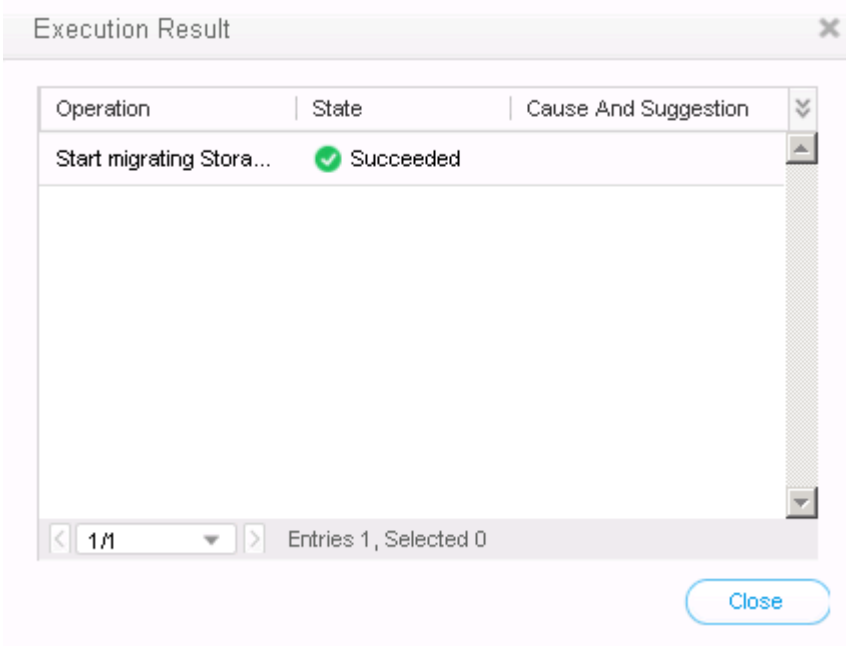 Execution Result
Operation State Cause And Suggestion
Start migrating Stora... Succeeded
1/1 Entries 1, Selected 0
Close